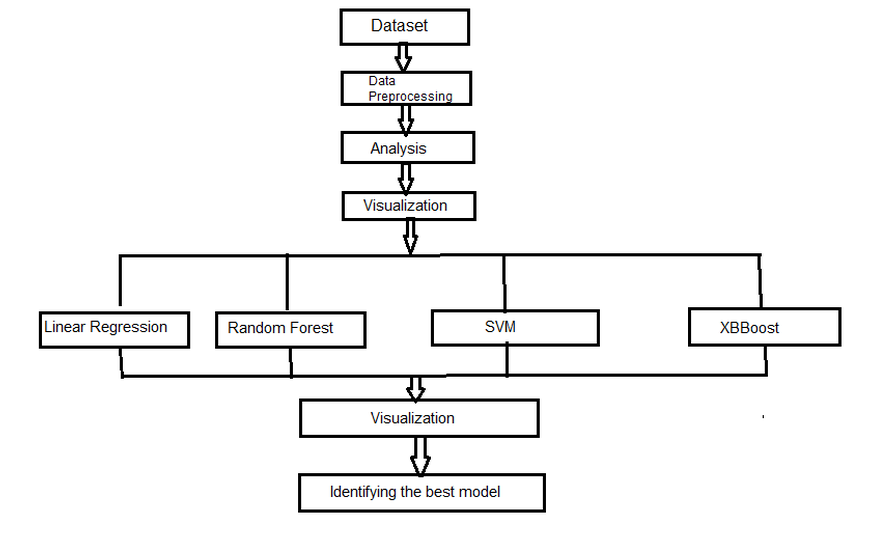 Dataset
Data
Preprocessing
Analysis
Visualization
Linear Regression
Random Forest
SVM
XBBoost
Visualization
Identifying the best model